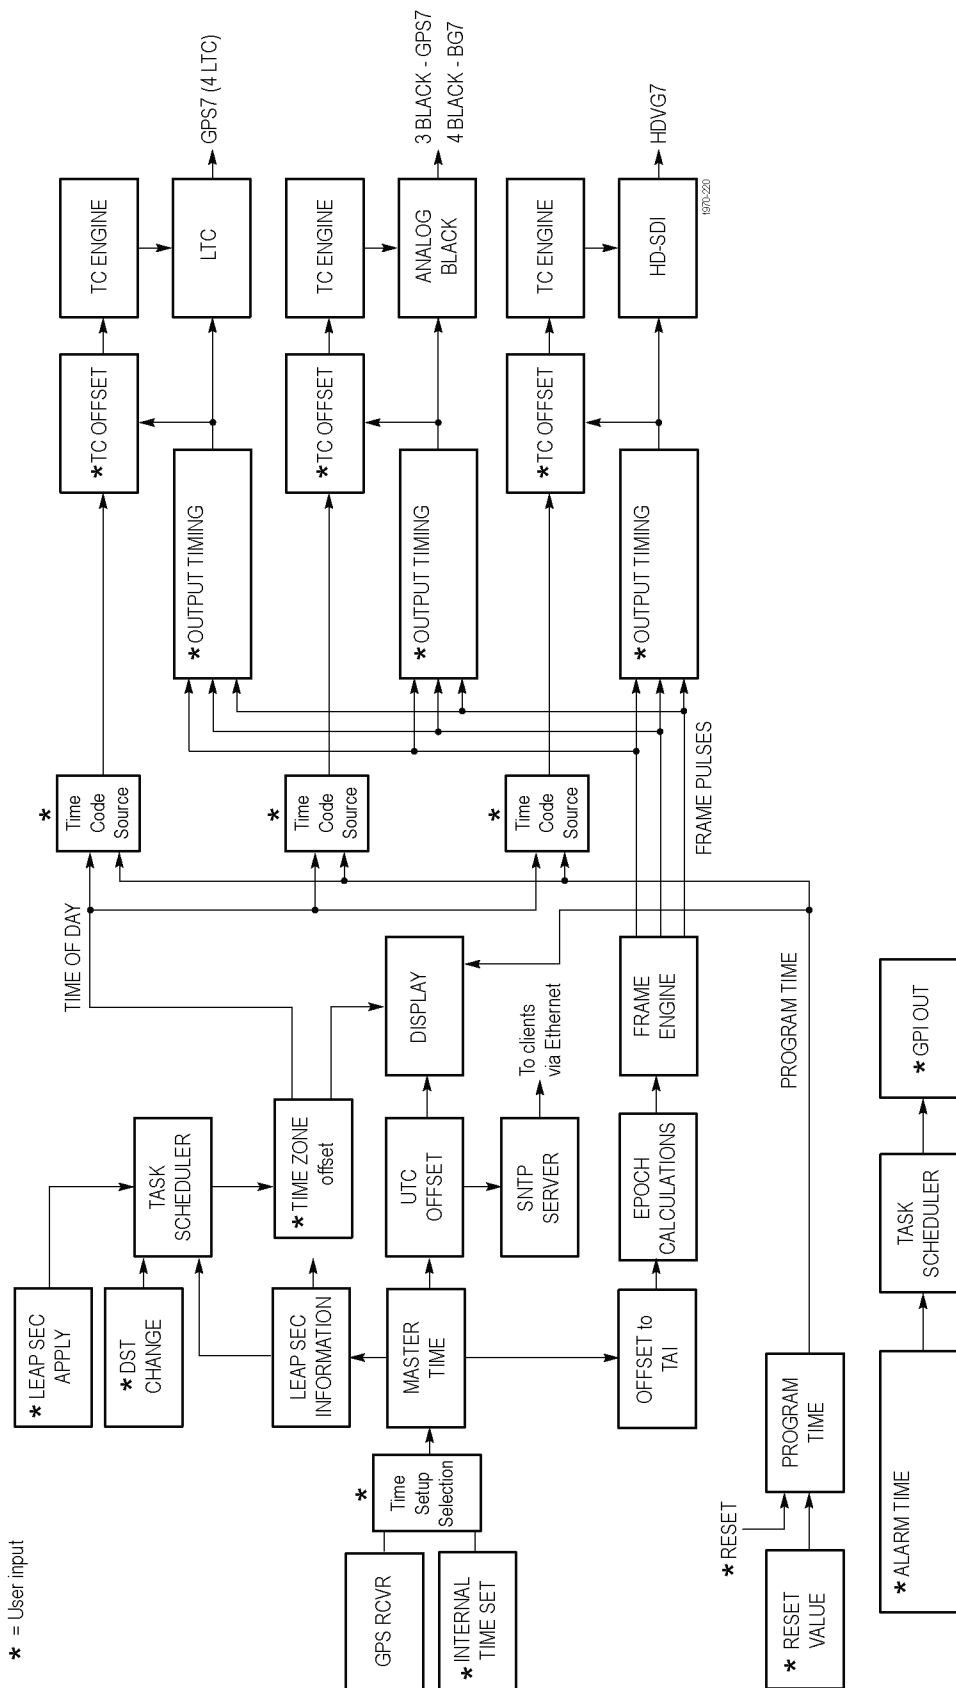 * = User input
* LEAP SEC
APPLY
* DST
CHANGE
TASK
SCHEDULER
LEAP SEC
INFORMATION
* TIME ZONE
offset
TIME OF DAY
GPS RCVR
* INTERNAL
TIME SET
*
Time
Setup
Selection
MASTER
TIME
UTC
OFFSET
DISPLAY
SNTP
SERVER
To clients
via Ethernet
OFFSET to
TAI
EPOCH
CALCULATIONS
FRAME
ENGINE
FRAME PULSES
*
Time
Code
Source
* TC OFFSET
TC ENGINE
* OUTPUT TIMING
LTC
GPS7 (4 LTC)
*
Time
Code
Source
* TC OFFSET
TC ENGINE
* OUTPUT TIMING
ANALOG
BLACK
3 BLACK - GPS7
4 BLACK - BG7
*
Time
Code
Source
* TC OFFSET
TC ENGINE
* OUTPUT TIMING
HD-SDI
HDVG7
1970-220
* RESET
* RESET
VALUE
PROGRAM
TIME
PROGRAM TIME
* ALARM TIME
TASK
SCHEDULER
* GPI OUT